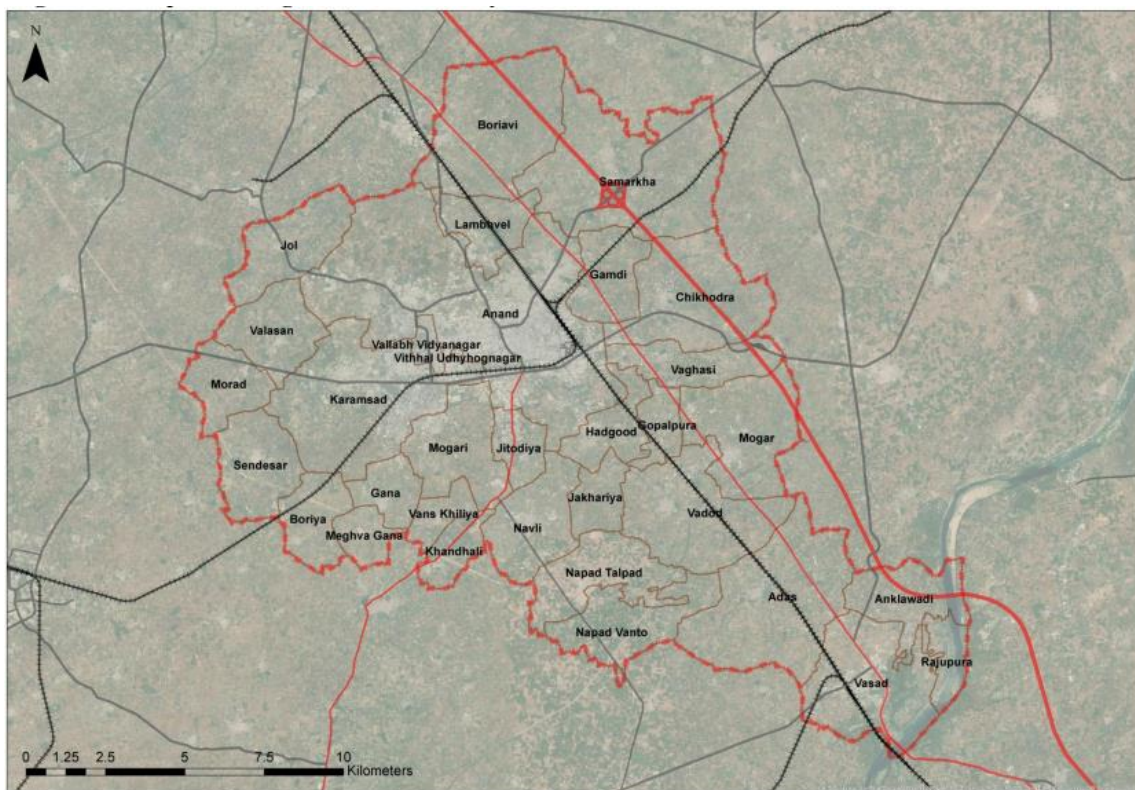 N
Boriavi
Samarkha
Lambhvel
Jol
Gamdi
Chikhodra
Anand
Valasan
Vallabh Vidyanagar
Vithhal Udhyhognagar
Vaghasi
Morad
Karamsad
Gopalpura
Hadgood
Mogar
Mogari
Jitodiya
Sendesar
Gana
Jakhariya
Vans Khiliya
Vadod
Boriya
Navli
Meghva Gana
Khandhali
Napad Talpad
Adas
Anklawadi
Napad Vanto
Rajupura
Vasad
0 1.25 2.5 5 7.5 10
Kilometers